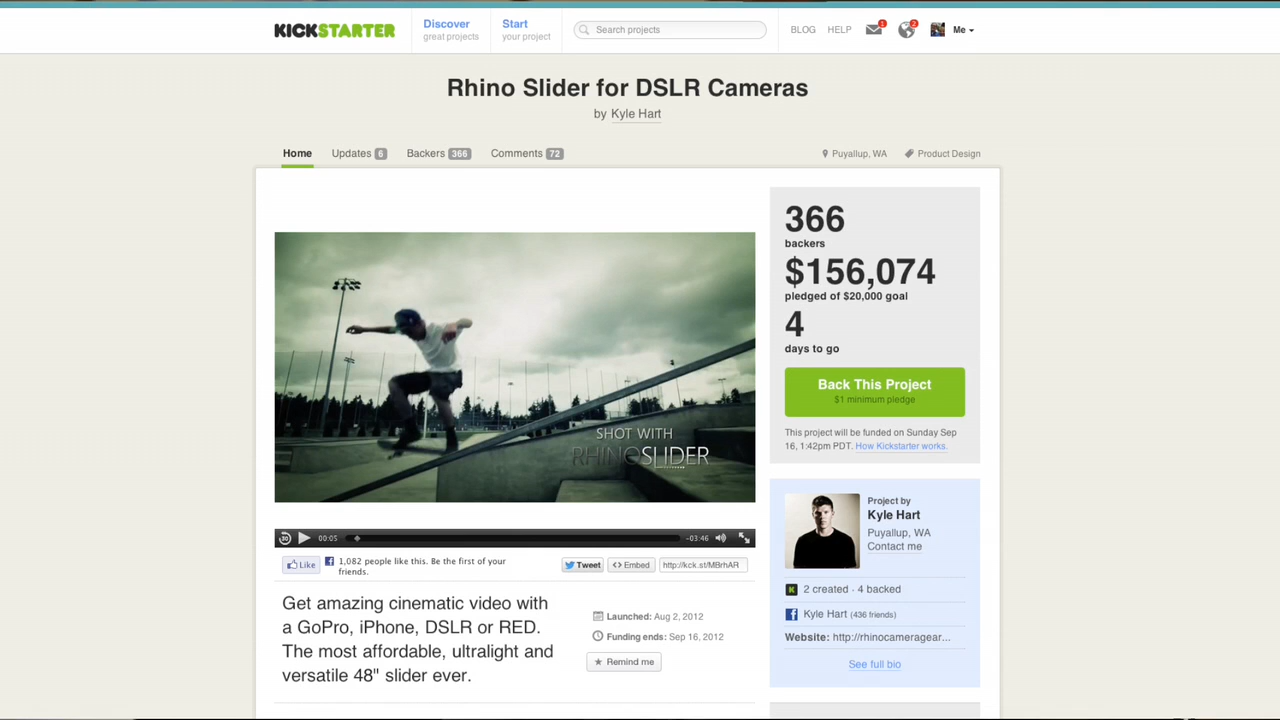 KICKSTARTER
Discover
great projects
Start
your project
Search projects
BLOG
HELP
1
2
Me
Rhino Slider for DSLR Cameras
by Kyle Hart
Home
Updates 6
Backers 366
Comments 72
Puyallup, WA
Product Design
SHOT WITH
RHINOSLIDER
30
00:05
−03:46
Like
1,082 people like this. Be the first of your
friends.
Tweet
Embed
http://kck.st/MBrhAR
Get amazing cinematic video with
a GoPro, iPhone, DSLR or RED.
The most affordable, ultralight and
versatile 48" slider ever.
Launched: Aug 2, 2012
Funding ends: Sep 16, 2012
Remind me
366
backers
$156,074
pledged of $20,000 goal
4
days to go
Back This Project
$1 minimum pledge
This project will be funded on Sunday Sep
16, 1:42pm PDT. How Kickstarter works.
Project by
Kyle Hart
Puyallup, WA
Contact me
K 2 created · 4 backed
f Kyle Hart (436 friends)
Website: http://rhinocameragear...
See full bio